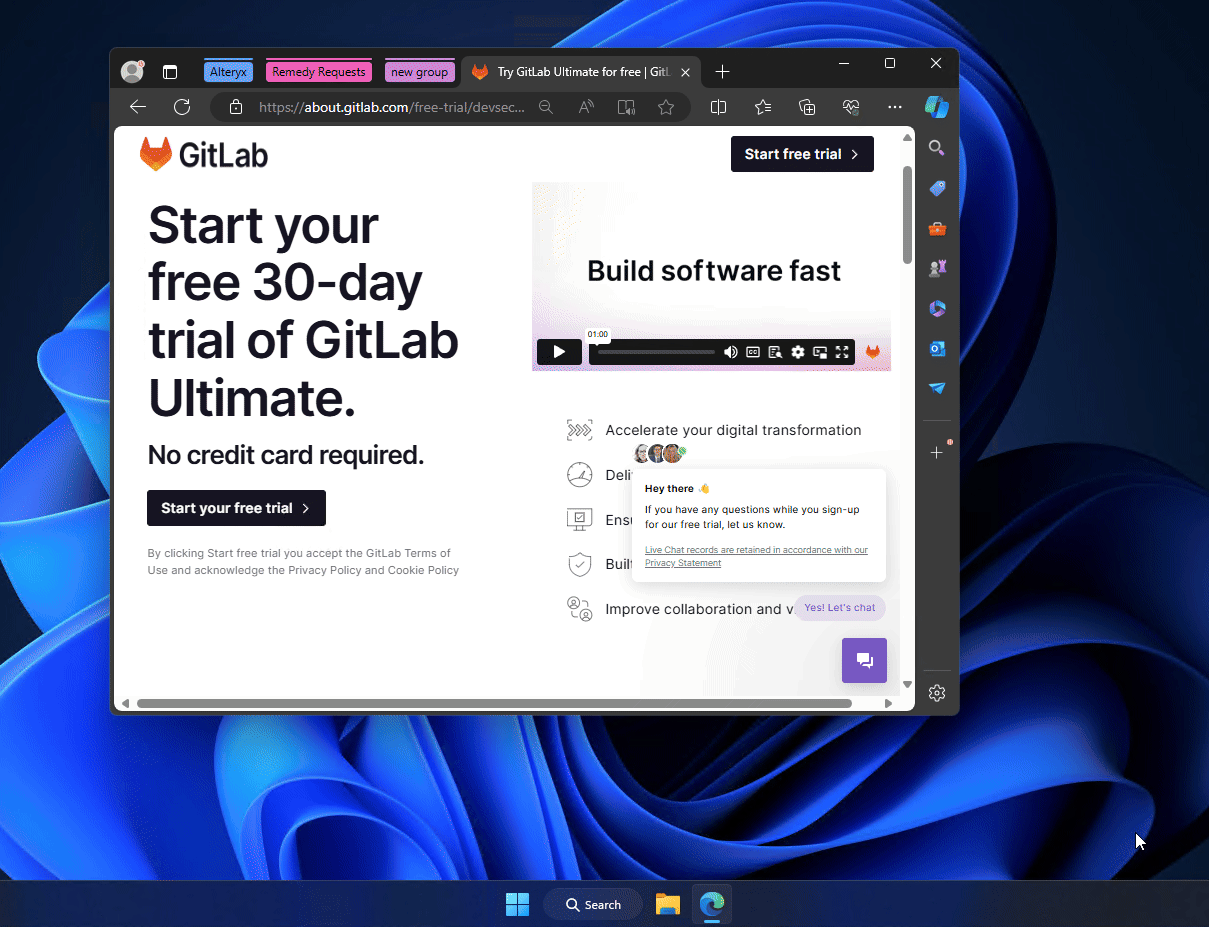 Alteryx
Remedy Requests
new group
Try GitLab Ultimate for free | GitL
https://about.gitlab.com/free-trial/devsec...
GitLab
Start free trial
Start your
free 30-day
trial of GitLab
Ultimate.
No credit card required.
Start your free trial
By clicking Start free trial you accept the GitLab Terms of
Use and acknowledge the Privacy Policy and Cookie Policy
Build software fast
01:00
CC
Accelerate your digital transformation
Deli
Ensu
Built
Improve collaboration and v
Hey there 👋
If you have any questions while you sign-up
for our free trial, let us know.
Live Chat records are retained in accordance with our
Privacy Statement
Yes! Let's chat
Search